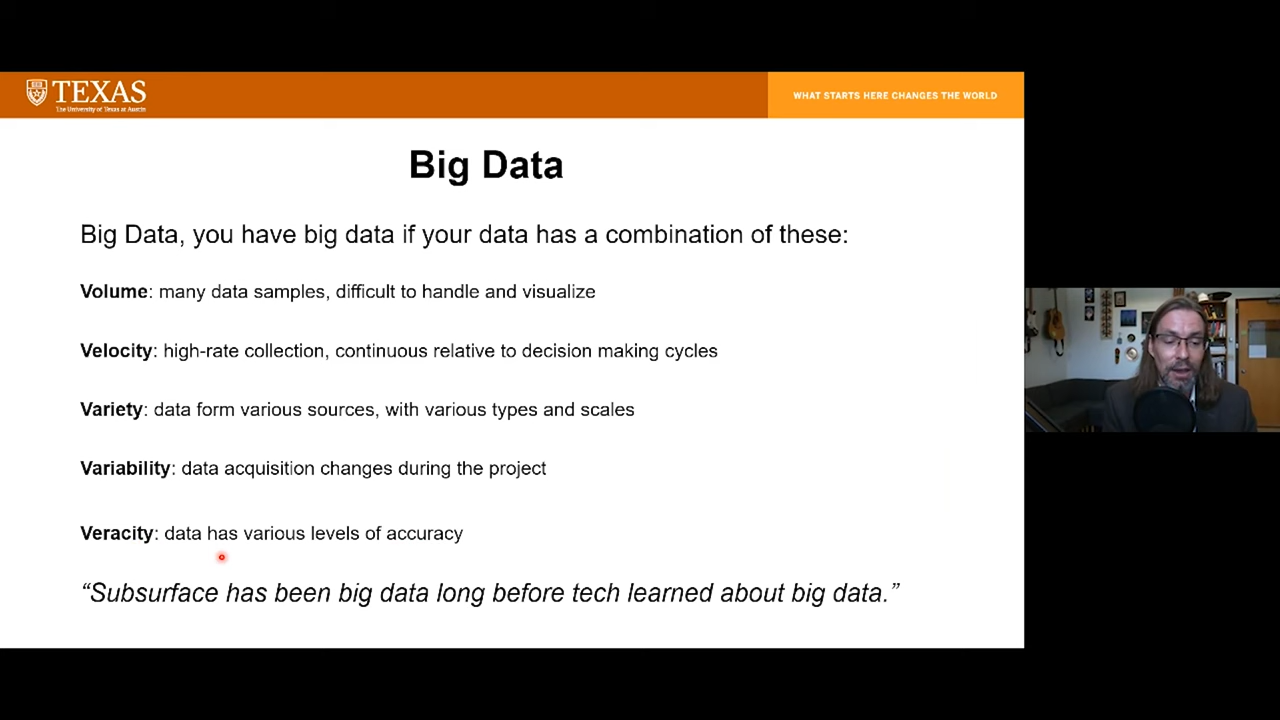 TEXAS
The University of Texas at Austin
WHAT STARTS HERE CHANGES THE WORLD
Big Data
Big Data, you have big data if your data has a combination of these:
Volume: many data samples, difficult to handle and visualize
Velocity: high-rate collection, continuous relative to decision making cycles
Variety: data form various sources, with various types and scales
Variability: data acquisition changes during the project
Veracity: data has various levels of accuracy
“Subsurface has been big data long before tech learned about big data.”